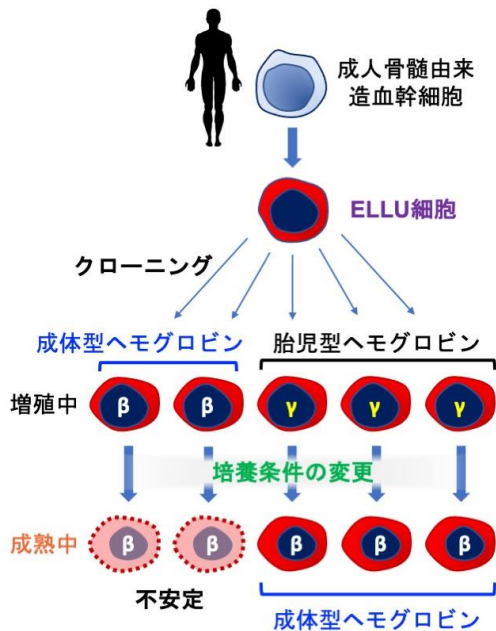 成人骨髄由来
造血幹細胞
ELLU細胞
クローニング
成体型ヘモグロビン
胎児型ヘモグロビン
増殖中
β
β
γ
γ
γ
培養条件の変更
成熟中
β
β
β
β
β
不安定
成体型ヘモグロビン